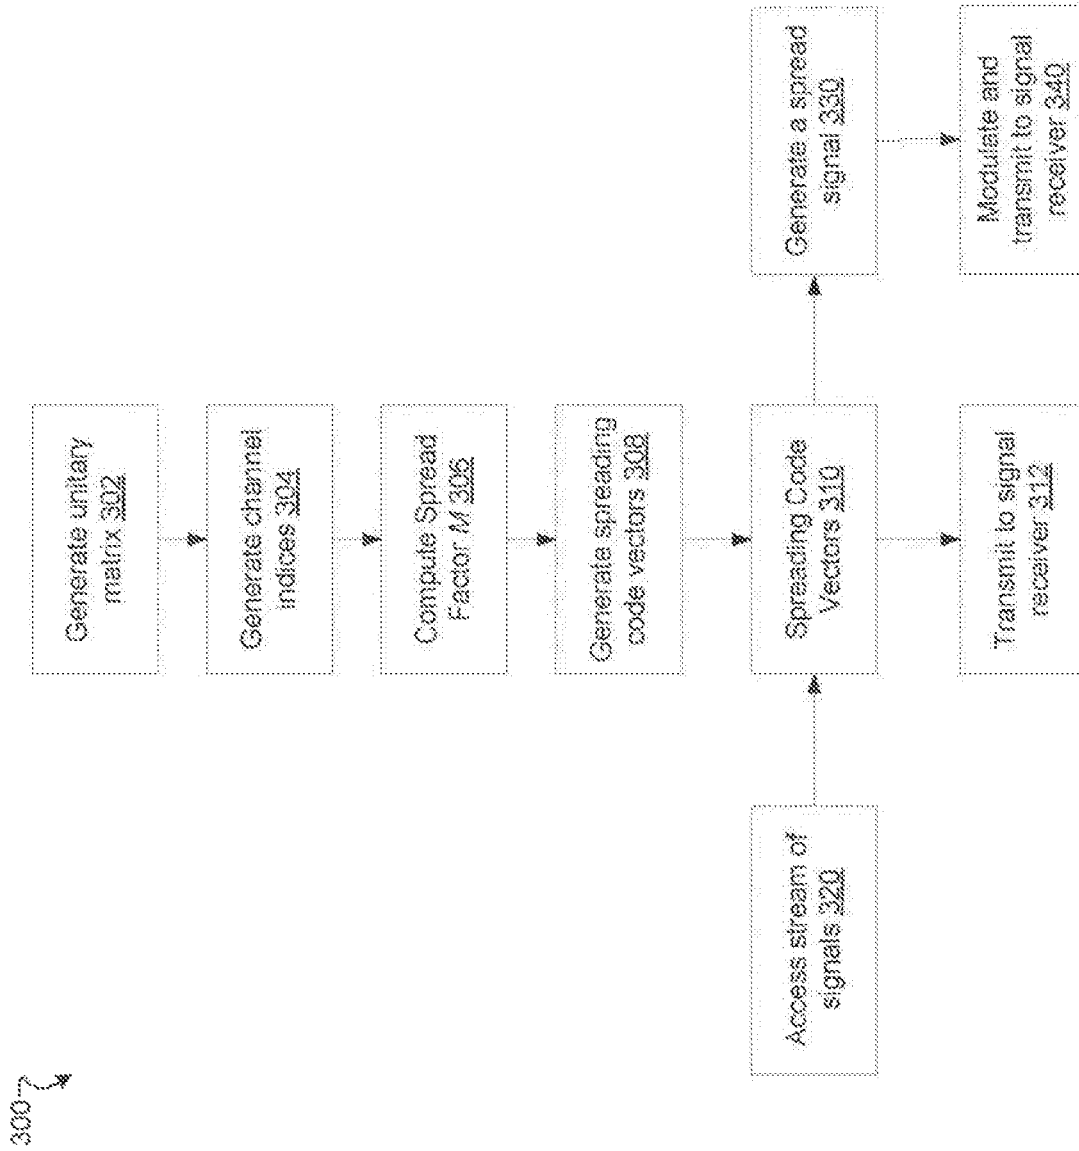 300
Generate unitary
matrix 302
Generate channel
indices 304
Compute Spread
Factor M 306
Generate spreading
code vectors 308
Access stream of
signals 320
Spreading Code
Vectors 310
Generate a spread
signal 330
Transmit to signal
receiver 312
Modulate and
transmit to signal
receiver 340